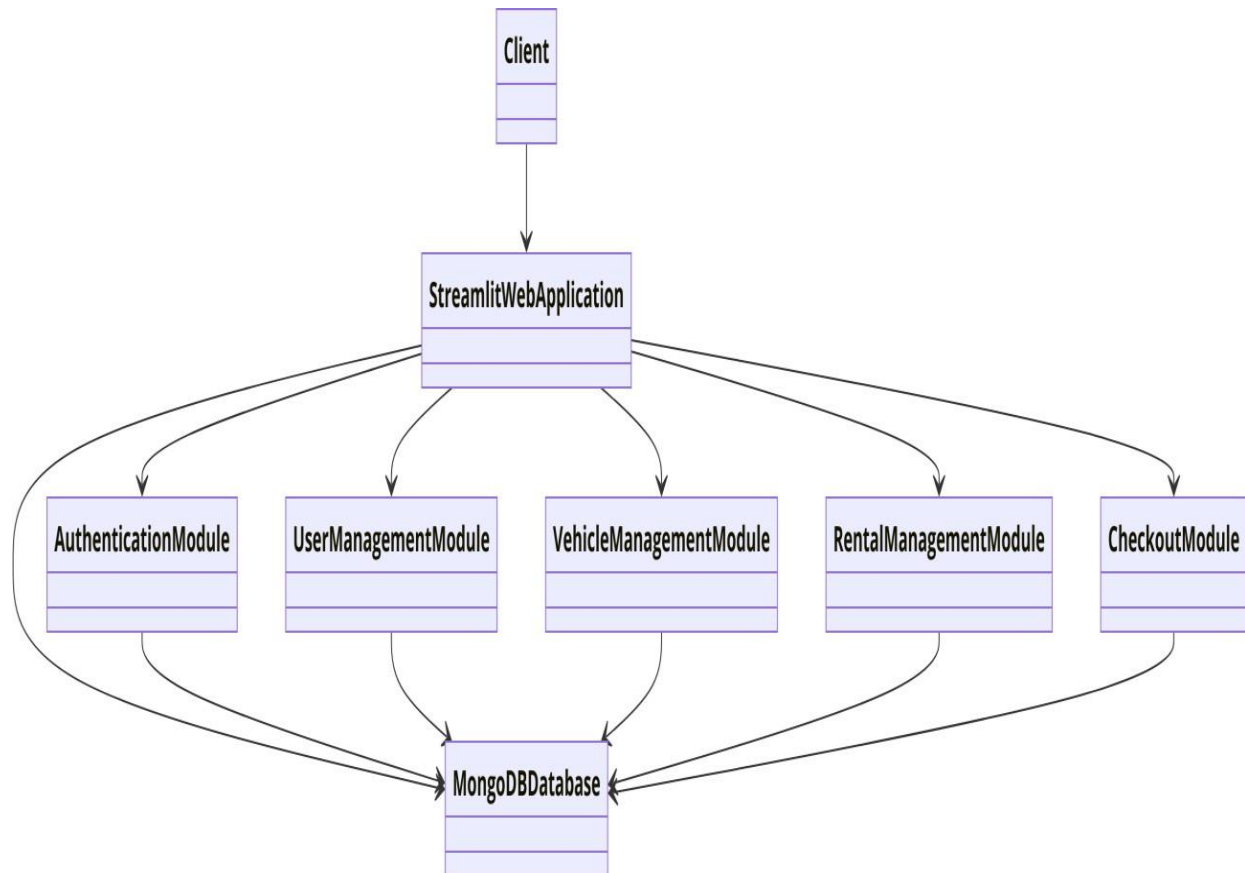 Client
StreamlitWebApplication
AuthenticationModule
UserManagementModule
VehicleManagementModule
RentalManagementModule
CheckoutModule
MongoDBDatabase